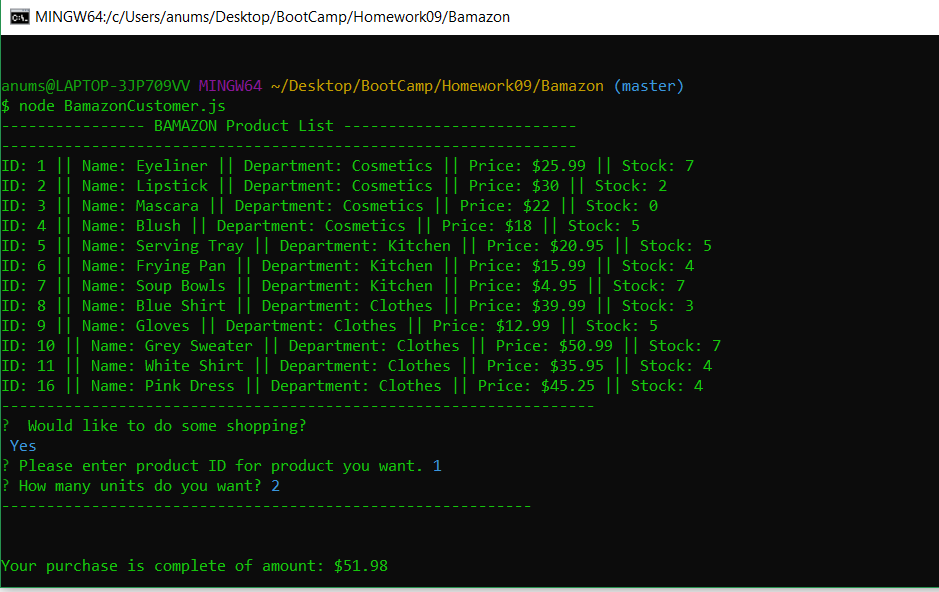 MINGW64:/c/Users/anums/Desktop/BootCamp/Homework09/Bamazon
anums@LAPTOP-3JP709VV MINGW64 ~/Desktop/BootCamp/Homework09/Bamazon (master)
$ node BamazonCustomer.js
---------------- BAMAZON Product List --------------------------
----------------------------------------------------------------
ID: 1 || Name: Eyeliner || Department: Cosmetics || Price: $25.99 || Stock: 7
ID: 2 || Name: Lipstick || Department: Cosmetics || Price: $30 || Stock: 2
ID: 3 || Name: Mascara || Department: Cosmetics || Price: $22 || Stock: 0
ID: 4 || Name: Blush || Department: Cosmetics || Price: $18 || Stock: 5
ID: 5 || Name: Serving Tray || Department: Kitchen || Price: $20.95 || Stock: 5
ID: 6 || Name: Frying Pan || Department: Kitchen || Price: $15.99 || Stock: 4
ID: 7 || Name: Soup Bowls || Department: Kitchen || Price: $4.95 || Stock: 7
ID: 8 || Name: Blue Shirt || Department: Clothes || Price: $39.99 || Stock: 3
ID: 9 || Name: Gloves || Department: Clothes || Price: $12.99 || Stock: 5
ID: 10 || Name: Grey Sweater || Department: Clothes || Price: $50.99 || Stock: 7
ID: 11 || Name: White Shirt || Department: Clothes || Price: $35.95 || Stock: 4
ID: 16 || Name: Pink Dress || Department: Clothes || Price: $45.25 || Stock: 4
------------------------------------------------------------------
?  Would like to do some shopping?
 Yes
? Please enter product ID for product you want. 1
? How many units do you want? 2
-----------------------------------------------------------
Your purchase is complete of amount: $51.98